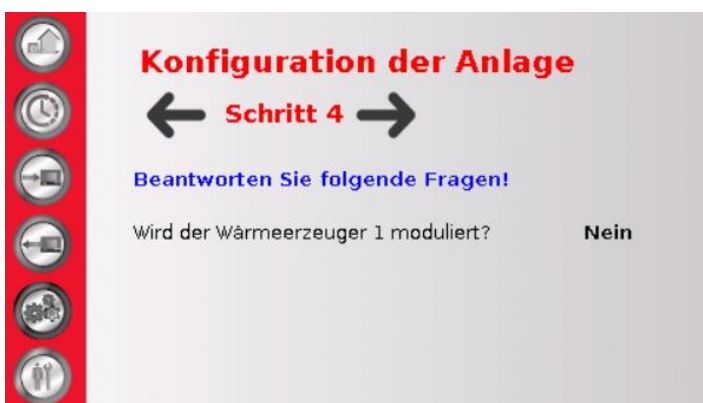 Konfiguration der Anlage
Schritt 4
Beantworten Sie folgende Fragen!
Wird der Wärmeerzeuger 1 moduliert? Nein